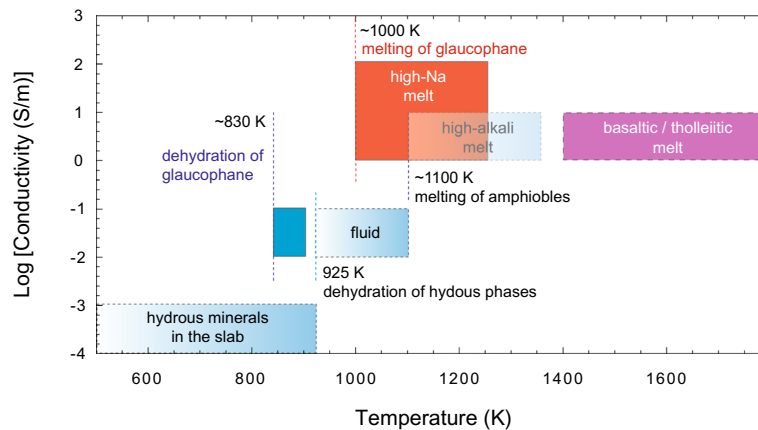 ~1000 K
melting of glaucophane
high-Na
melt
~830 K
dehydration of
glaucophane
high-alkali
melt
basaltic / tholleiitic
melt
~1100 K
melting of amphiobles
fluid
925 K
dehydration of hydous phases
hydrous minerals
in the slab
Log [Conductivity (S/m)]
3
2
1
0
-1
-2
-3
-4
600 800 1000 1200 1400 1600
Temperature (K)